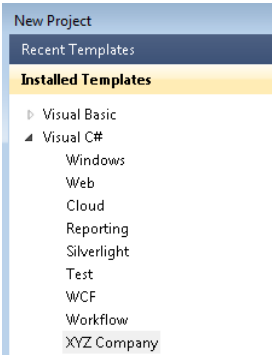 New Project
Recent Templates
Installed Templates
Visual Basic
Visual C#
Windows
Web
Cloud
Reporting
Silverlight
Test
WCF
Workflow
XYZ Company